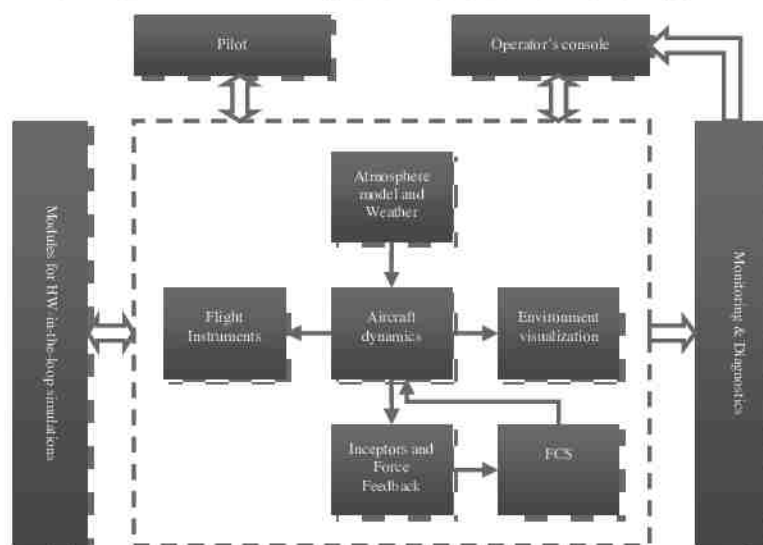 Pilot
Operator's console
Atmosphere
model and
Weather
Modules for HW in-the-loop simulations
Flight
Instruments
Aircraft
dynamics
Environment
visualization
Monitoring & Diagnostics
Inceptors and
Force
Feedback
FCS